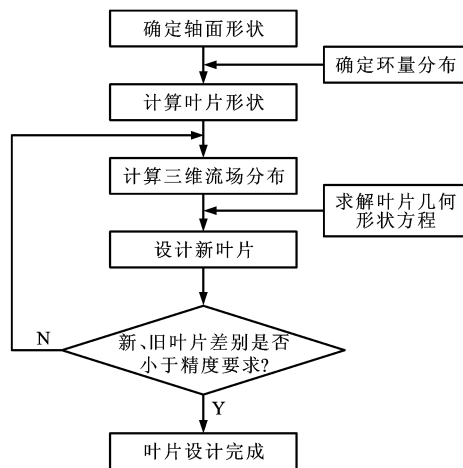 确定轴面形状
确定环量分布
计算叶片形状
计算三维流场分布
求解叶片几何
形状方程
设计新叶片
新、旧叶片差别是否
小于精度要求?
N
Y
叶片设计完成